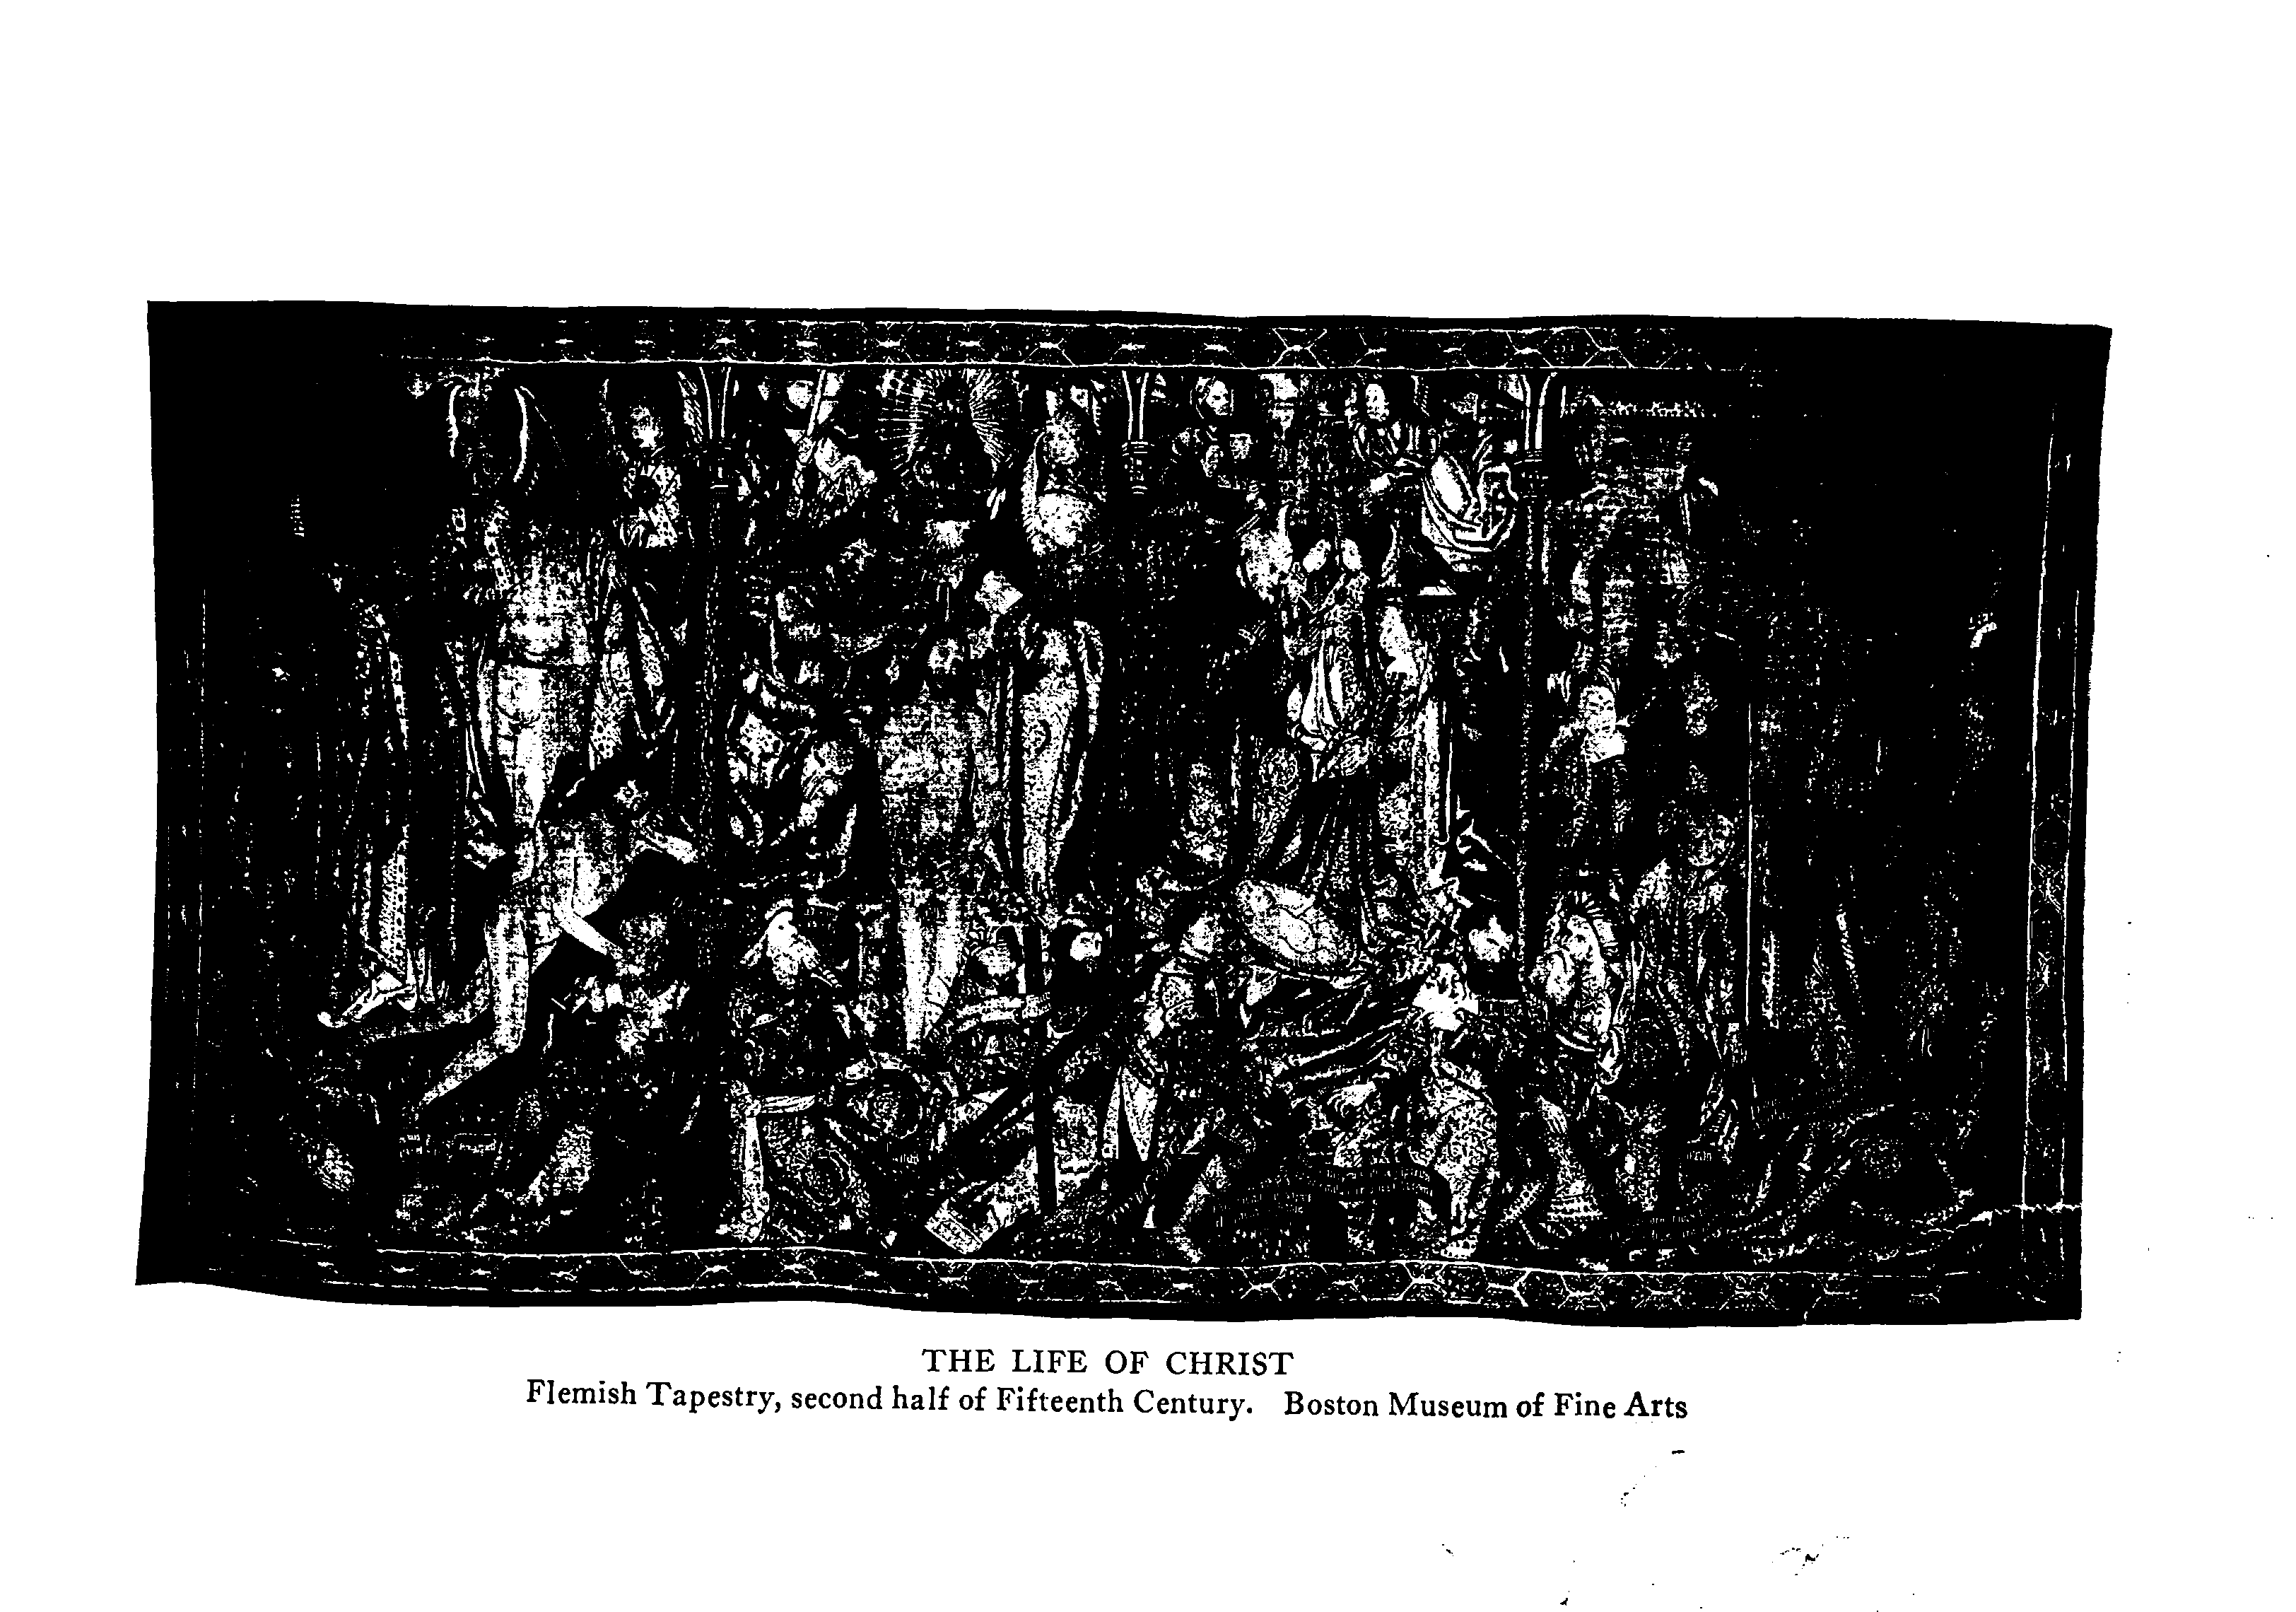 THE LIFE OF CHRIST
Flemish Tapestry, second half of Fifteenth Century. Boston Museum of Fine Arts